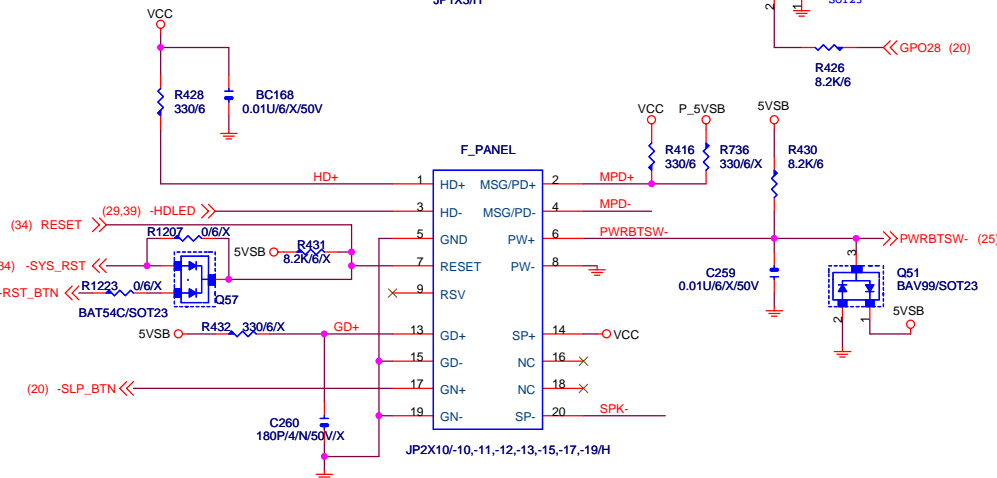 JP1X3/H
SOT23
VCC
2
1
GPO28 (20)
R426
8.2K/6
R428
330/6
BC168
0.01U/6/X/50V
VCC
P_5VSB
5VSB
R416
330/6
R736
330/6/X
R430
8.2K/6
F_PANEL
HD+
1
HD+
MSG/PD+
2
MPD+
(29,39) -HDLED
3
HD-
MSG/PD-
4
MPD-
(34) RESET
R1207
0/6/X
5
GND
PW+
6
PWRBTSW-
PWRBTSW- (25)
5VSB
R431
8.2K/6/X
34) -SYS_RST
7
RESET
PW-
8
3
C259
0.01U/6/X/50V
Q51
BAV99/SOT23
-RST_BTN
R1223
0/6/X
Q57
BAT54C/SOT23
9
RSV
2
1
5VSB
5VSB
R432
330/6/X
GD+
13
GD+
SP+
14
VCC
15
GD-
NC
16
(20) -SLP_BTN
17
GN+
NC
18
19
GN-
SP-
20
SPK-
C260
180P/4/N/50V/X
JP2X10/-10,-11,-12,-13,-15,-17,-19/H